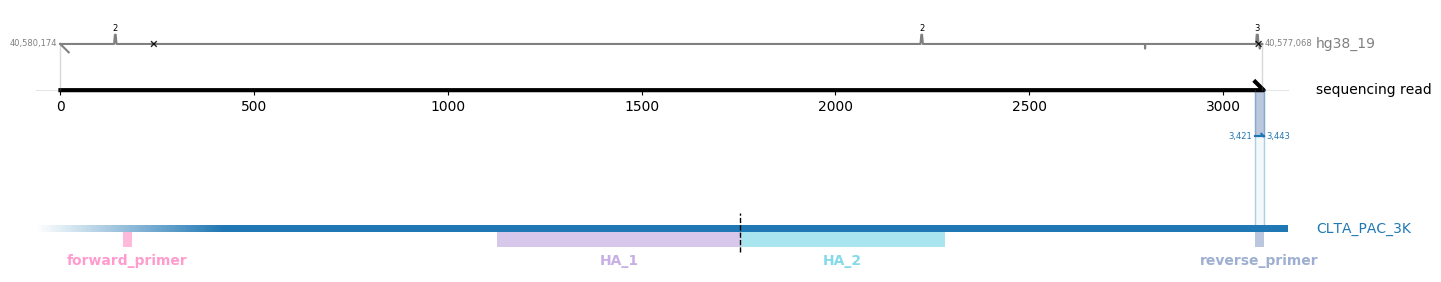 2 2 3
40,580,174 40,577,068 hg38_19
sequencing read
0 500 1000 1500 2000 2500 3000
3,421 3,443
CLTA_PAC_3K
forward_primer HA_1 HA_2 reverse_primer